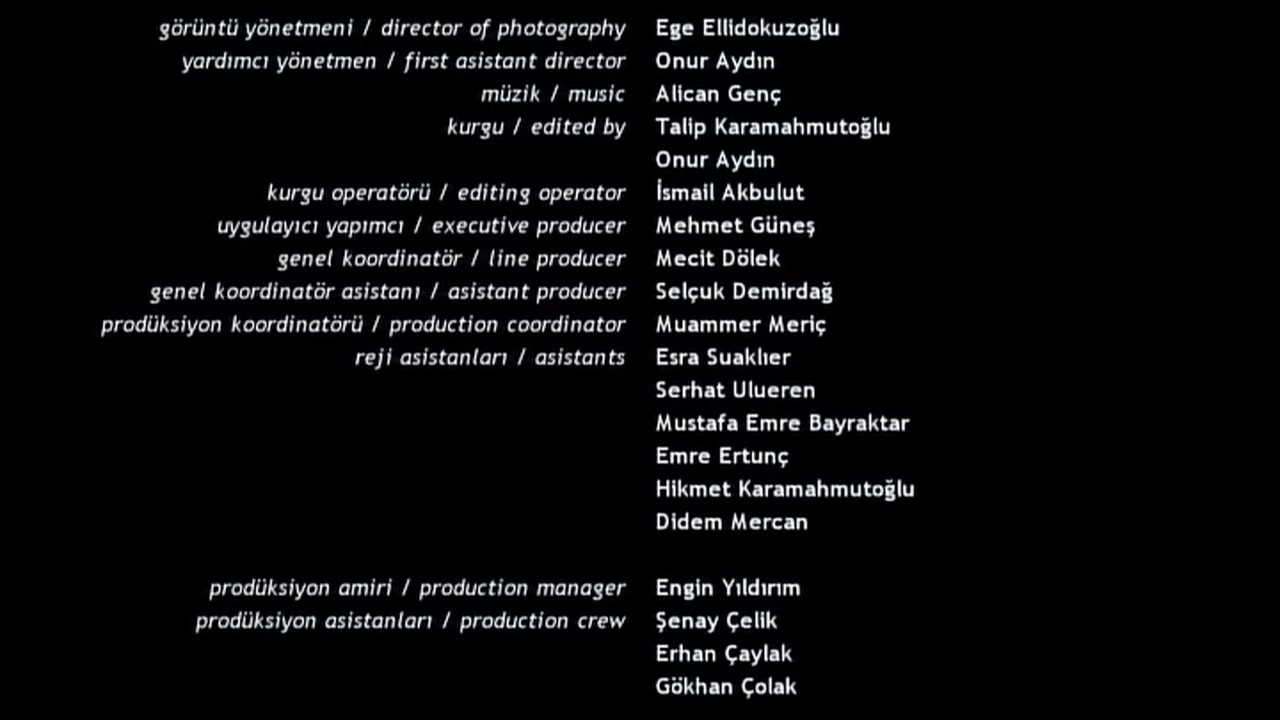 görüntü yönetmeni / director of photography Ege Ellidokuzoğlu
yardımcı yönetmen / first asistant director Onur Aydın
müzik / music Alican Genç
kurgu / edited by Talip Karamahmutoğlu
Onur Aydın
kurgu operatörü / editing operator İsmail Akbulut
uygulayıcı yapımcı / executive producer Mehmet Güneş
genel koordinatör / line producer Mecit Dölek
genel koordinatör asistanı / asistant producer Selçuk Demirdağ
prodüksiyon koordinatörü / production coordinator Muammer Meriç
reji asistanları / asistants Esra Suaklıer
Serhat Ulueren
Mustafa Emre Bayraktar
Emre Ertunç
Hikmet Karamahmutoğlu
Didem Mercan
prodüksiyon amiri / production manager Engin Yıldırım
prodüksiyon asistanları / production crew Şenay Çelik
Erhan Çaylak
Gökhan Çolak